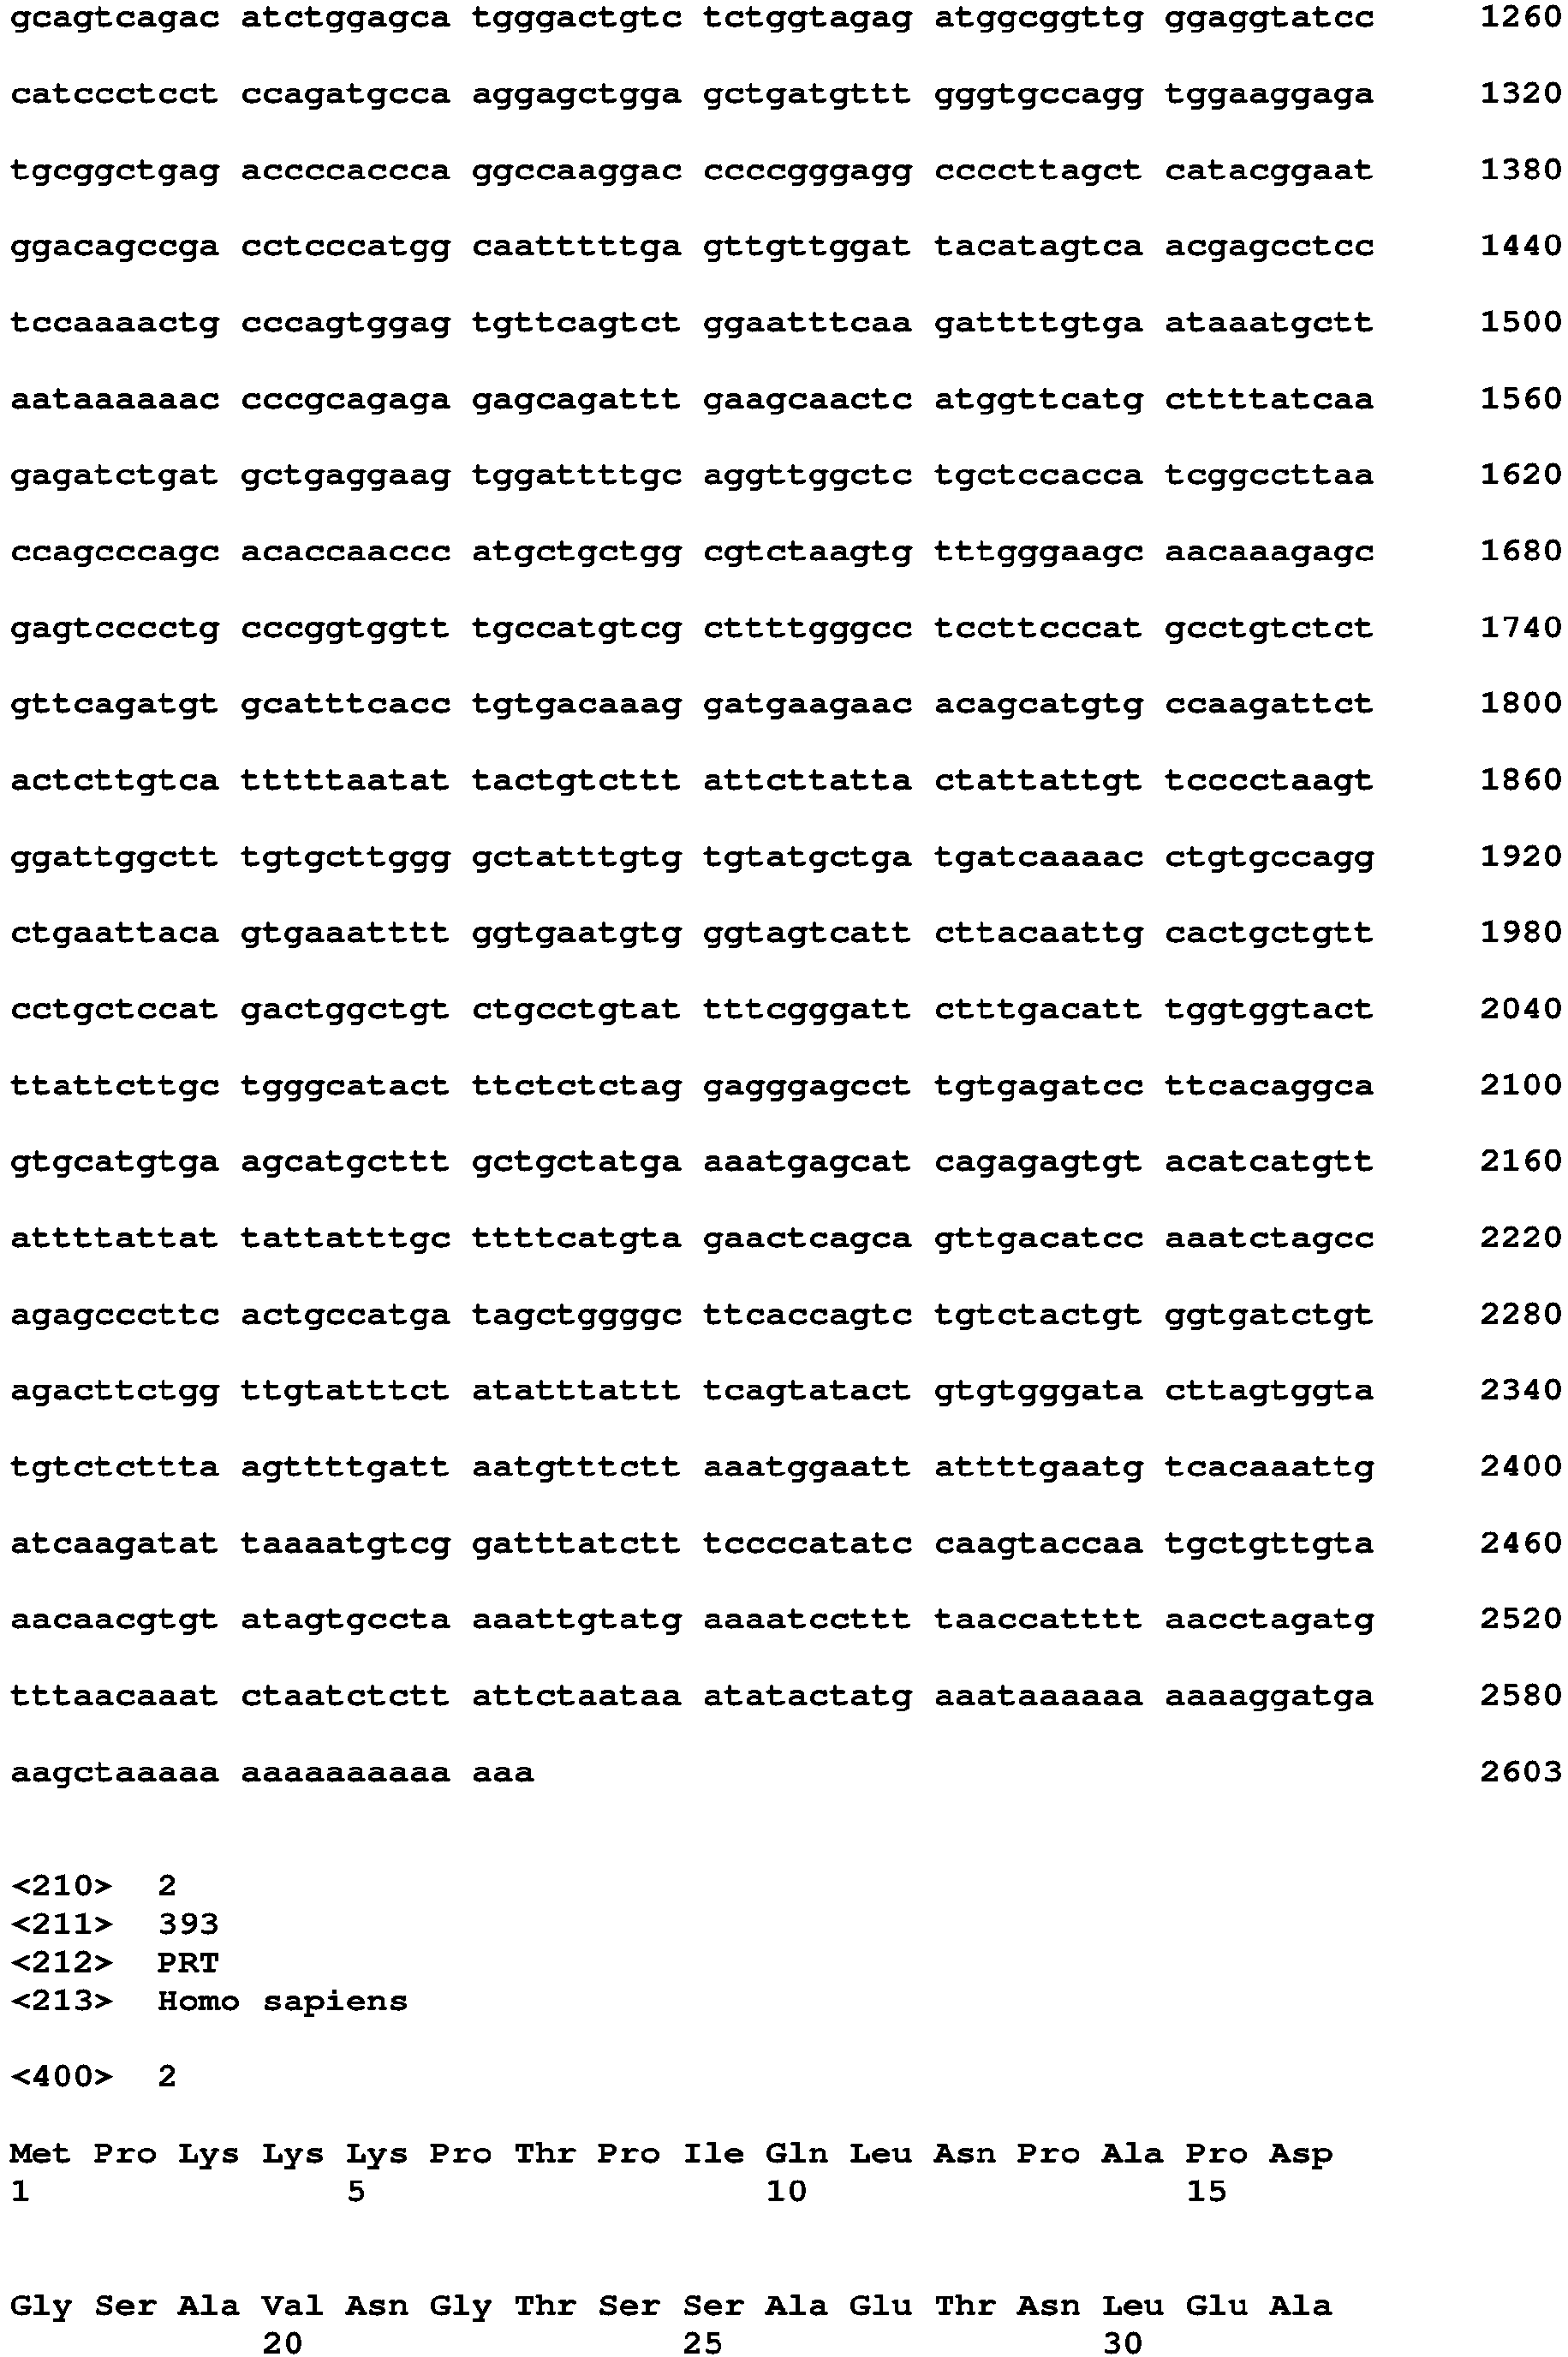 gcagtcagac atctggagca tgggactgtc tctggtagag atggcggttg ggaggtatcc 1260
catccctcct ccagatgcca aggagctgga gctgatgttt gggtgccagg tggaaggaga 1320
tgcggctgag accccaccca ggccaaggac ccccgggagg ccccttagct catacggaat 1380
ggacagccga cctcccatgg caatttttga gttgttggat tacatagtca acgagcctcc 1440
tccaaaactg cccagtggag tgttcagtct ggaatttcaa gattttgtga ataaatgctt 1500
aataaaaaac cccgcagaga gagcagattt gaagcaactc atggttcatg cttttatcaa 1560
gagatctgat gctgaggaag tggattttgc aggttggctc tgctccacca tcggccttaa 1620
ccagcccagc acaccaaccc atgctgctgg cgtctaagtg tttgggaagc aacaaagagc 1680
gagtcccctg cccggtggtt tgccatgtcg cttttgggcc tccttcccat gcctgtctct 1740
gttcagatgt gcatttcacc tgtgacaaag gatgaagaac acagcatgtg ccaagattct 1800
actcttgtca tttttaatat tactgtcttt attcttatta ctattattgt tcccctaagt 1860
ggattggctt tgtgcttggg gctatttgtg tgtatgctga tgatcaaaac ctgtgccagg 1920
ctgaattaca gtgaaatttt ggtgaatgtg ggtagtcatt cttacaattg cactgctgtt 1980
cctgctccat gactggctgt ctgcctgtat tttcgggatt ctttgacatt tggtggtact 2040
ttattcttgc tgggcatact ttctctctag gagggagcct tgtgagatcc ttcacaggca 2100
gtgcatgtga agcatgcttt gctgctatga aaatgagcat cagagagtgt acatcatgtt 2160
attttattat tattatttgc ttttcatgta gaactcagca gttgacatcc aaatctagcc 2220
agagcccttc actgccatga tagctggggc ttcaccagtc tgtctactgt ggtgatctgt 2280
agacttctgg ttgtatttct atatttattt tcagtatact gtgtgggata cttagtggta 2340
tgtctcttta agttttgatt aatgtttctt aaatggaatt attttgaatg tcacaaattg 2400
atcaagatat taaaatgtcg gatttatctt tccccatatc caagtaccaa tgctgttgta 2460
aacaacgtgt atagtgccta aaattgtatg aaaatccttt taaccatttt aacctagatg 2520
tttaacaaat ctaatctctt attctaataa atatactatg aaataaaaaa aaaaggatga 2580
aagctaaaaa aaaaaaaaaa aaa 2603
<210> 2
<211> 393
<212> PRT
<213> Homo sapiens
<400> 2
Met Pro Lys Lys Lys Pro Thr Pro Ile Gln Leu Asn Pro Ala Pro Asp
1 5 10 15
Gly Ser Ala Val Asn Gly Thr Ser Ser Ala Glu Thr Asn Leu Glu Ala
20 25 30